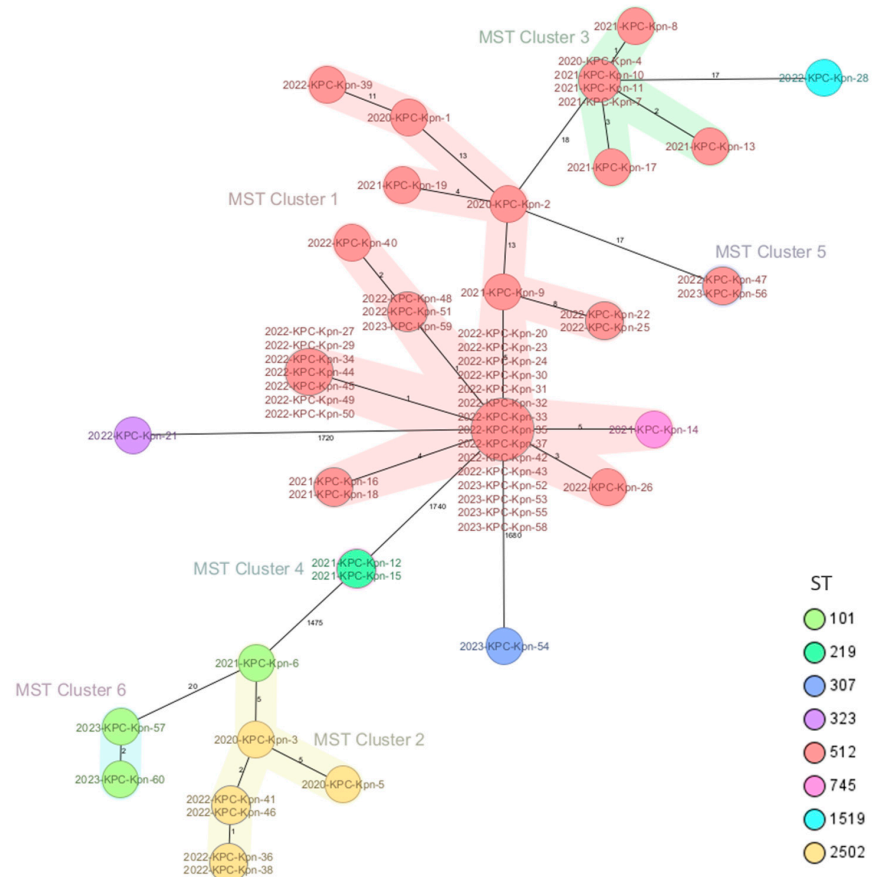 2021-KPC-Kpn-8
MST Cluster 3
1
2020-KPC-Kpn-4
2021-KPC-Kpn-10
2021-KPC-Kpn-11
2021-KPC-Kpn-7
17
2022-KPC-Kpn-28
2022-KPC-Kpn-39
11
2020-KPC-Kpn-1
2
3
18
2021-KPC-Kpn-13
13
2021-KPC-Kpn-17
2021-KPC-Kpn-19
4
MST Cluster 1
2020-KPC-Kpn-2
2022-KPC-Kpn-40
13
17
MST Cluster 5
2
2022-KPC-Kpn-47
2023-KPC-Kpn-56
2021-KPC-Kpn-9
2022-KPC-Kpn-48
2022-KPC-Kpn-51
2023-KPC-Kpn-59
8
2022-KPC-Kpn-22
2022-KPC-Kpn-25
2022-KPC-Kpn-27
2022-KPC-Kpn-29
2022-KPC-Kpn-34
2022-KPC-Kpn-44
2022-KPC-Kpn-45
2022-KPC-Kpn-49
2022-KPC-Kpn-50
2022-KPC-Kpn-20
2022-KPC-Kpn-23
2022-KPC-Kpn-24
2022-KPC-Kpn-30
2022-KPC-Kpn-31
2022-KPC-Kpn-32
2022-KPC-Kpn-33
2022-KPC-Kpn-35
2022-KPC-Kpn-37
2022-KPC-Kpn-42
2022-KPC-Kpn-43
2023-KPC-Kpn-52
2023-KPC-Kpn-53
2023-KPC-Kpn-55
2023-KPC-Kpn-58
1
1
5
2021-KPC-Kpn-14
2022-KPC-Kpn-21
1720
4
3
2021-KPC-Kpn-16
2021-KPC-Kpn-18
2022-KPC-Kpn-26
1740
1680
MST Cluster 4
2021-KPC-Kpn-12
2021-KPC-Kpn-15
1475
2023-KPC-Kpn-54
2021-KPC-Kpn-6
20
5
MST Cluster 6
2023-KPC-Kpn-57
2
2023-KPC-Kpn-60
2020-KPC-Kpn-3
MST Cluster 2
5
2020-KPC-Kpn-5
2
2022-KPC-Kpn-41
2022-KPC-Kpn-46
1
2022-KPC-Kpn-36
2022-KPC-Kpn-38
ST
101
219
307
323
512
745
1519
2502